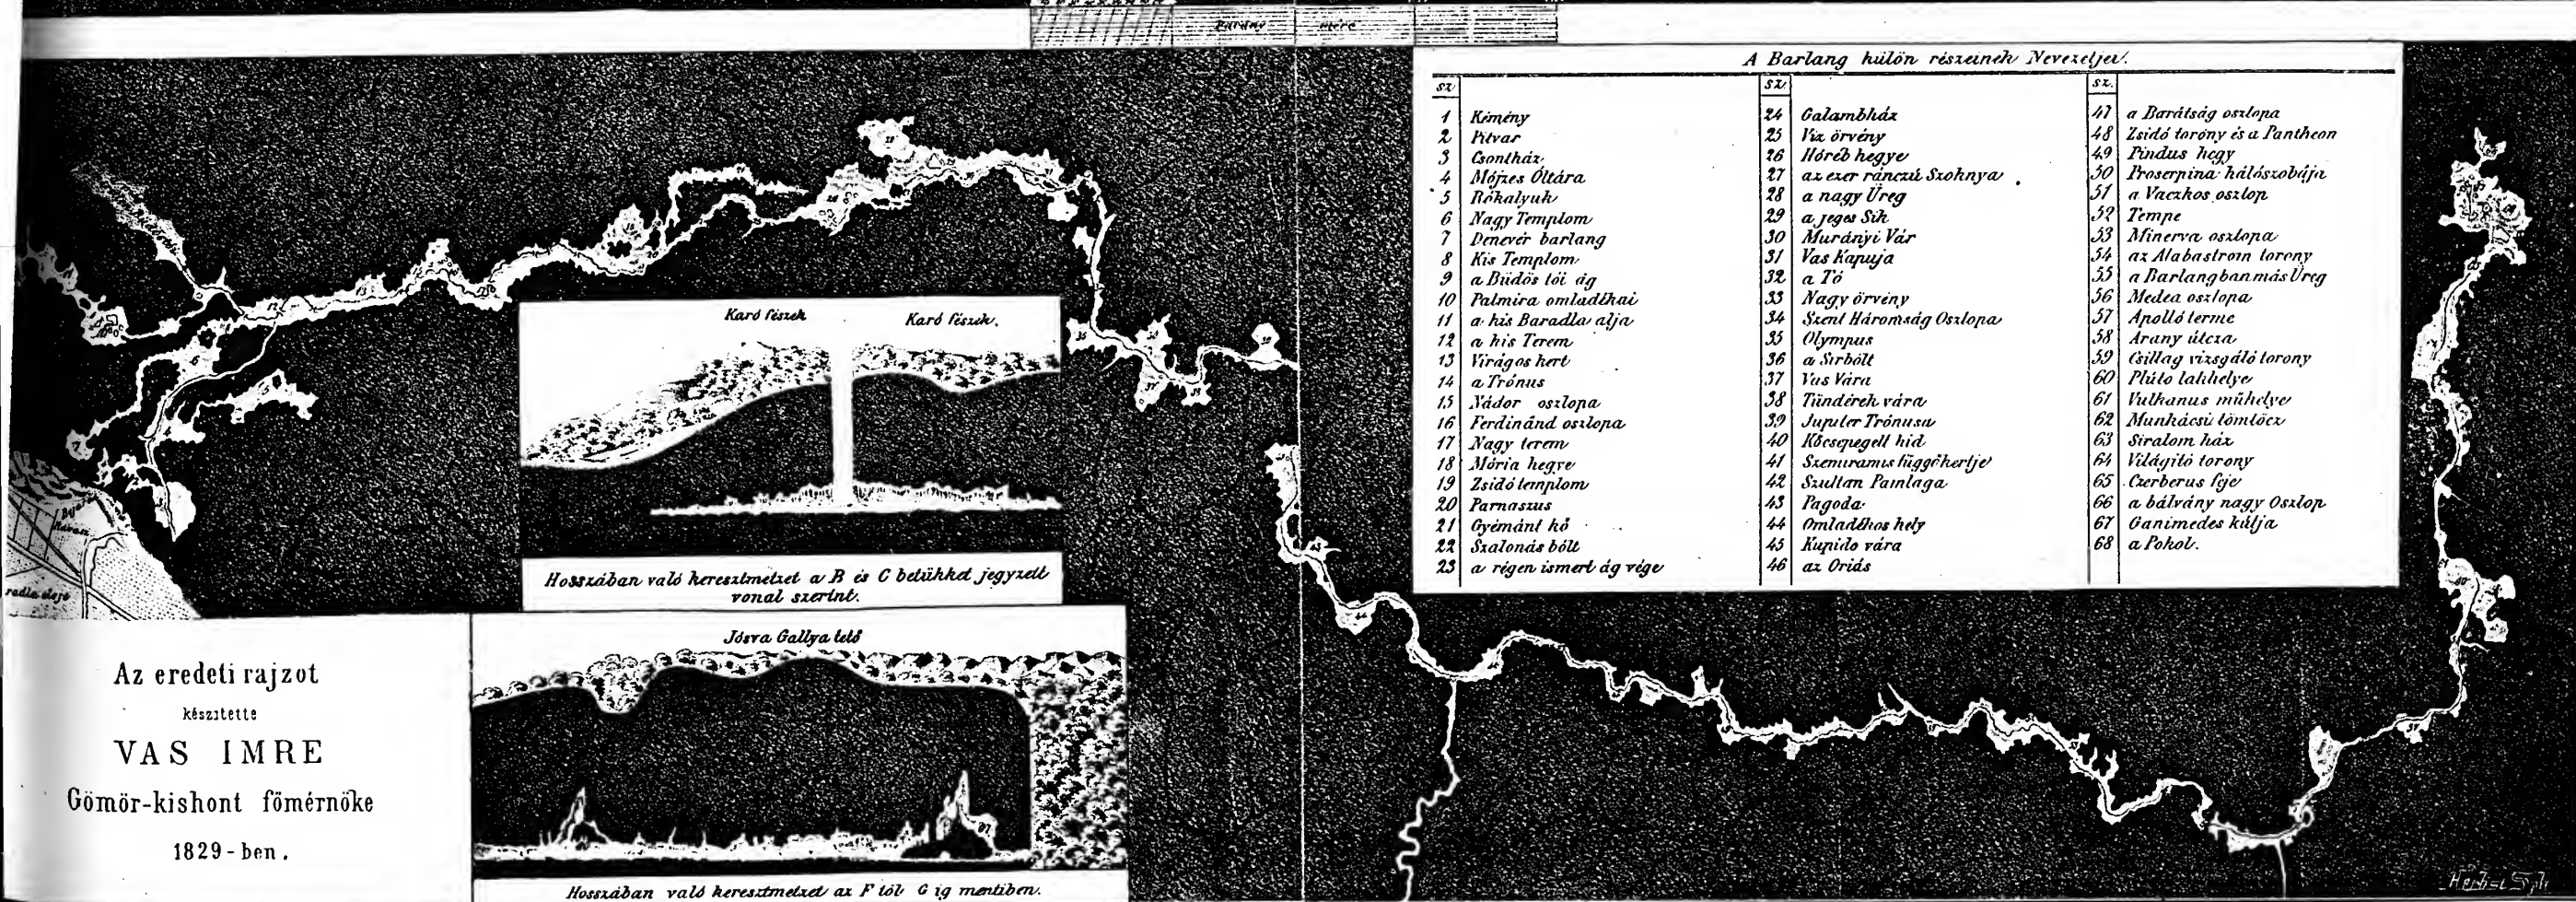 A Barlang külön részeinek Nevezetjei.
sz
1 Kémény
2 Pitvar
3 Csontház
4 Mójzes Óltára
5 Rókalyuk
6 Nagy Templom
7 Denevér barlang
8 Kis Templom
9 a Büdös tói ág
10 Palmira omladékai
11 a kis Baradla alja
12 a kis Terem
13 Virágos kert
14 a Trónus
15 Nádor oszlopa
16 Ferdinánd oszlopa
17 Nagy terem
18 Mória hegye
19 Zsidó templom
20 Parnaszus
21 Gyémánt kő
22 Szalonás bólt
23 a régen ismert ág vége
sz.
24 Galambház
25 Viz örvény
26 Hóréb hegye
27 az ezer ránczú Szoknya
28 a nagy Üreg
29 a jeges Sik
30 Murányi Vár
31 Vas Kapuja
32 a Tó
33 Nagy örvény
34 Szent Háromság Oszlopa
35 Olympus
36 a Sirbólt
37 Vas Vára
38 Tündérek vára
39 Jupiter Trónusa
40 Kőcsepegett hid
41 Szemiramis függőkertje
42 Szultan Pamlaga
43 Pagoda
44 Omladékos hely
45 Kupido vára
46 az Oriás
sz.
47 a Barátság oszlopa
48 Zsidó torony és a Pantheon
49 Pindus hegy
50 Proserpina hálószobája
51 a Vaczkos oszlop
52 Tempe
53 Minerva oszlopa
54 az Alabastrom torony
55 a Barlangban más Üreg
56 Medea oszlopa
57 Apolló terme
58 Arany útcza
59 Csillag vizsgáló torony
60 Plútó lakhelye
61 Vulkanus műhelye
62 Munkácsú tömlöcz
63 Siralom ház
64 Világitó torony
65 Czerberus feje
66 a bálvány nagy Oszlop
67 Ganimedes kútja
68 a Pokol.
Karó fészek
Karó fészek.
Hosszában való keresztmetzet a B és C betükkel jegyzett
vonal szerint.
Jósva Gallya tető
Hosszában való keresztmetzet az F tól G ig mentiben.
Az eredeti rajzot
készitette
VAS IMRE
Gömör-kishont főmérnöke
1829-ben.